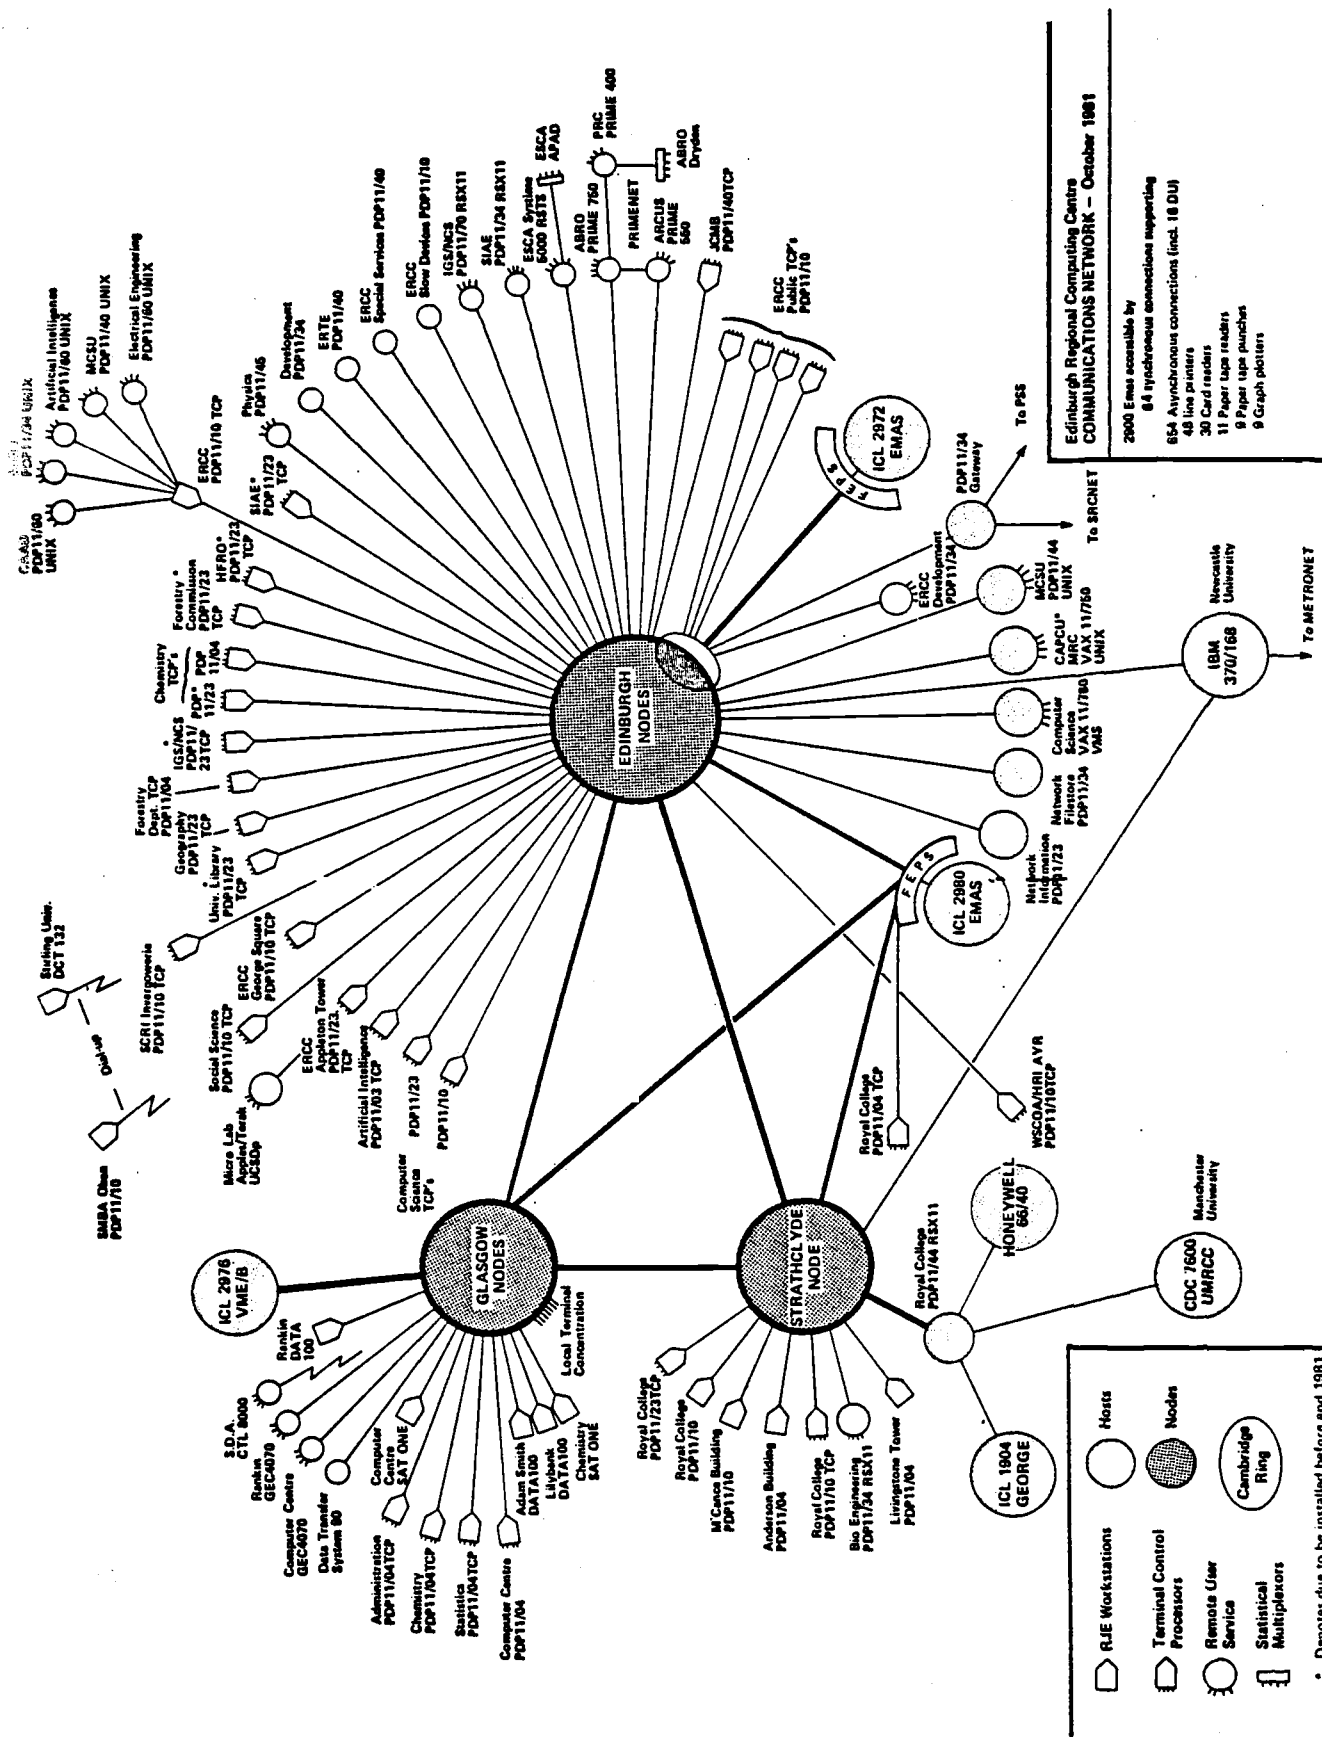 Edinburgh Regional Computing Centre
COMMUNICATIONS NETWORK – October 1981
2900 Emas accessible by
64 synchronous connections supporting
654 Asynchronous connections (incl. 16 DU)
48 line printers
30 Card readers
11 Paper tape readers
9 Paper tape punches
9 Graph plotters
SMBA Oban
PDP11/10
Dial-up
Stirling Univ.
DCT 132
SCRI Invergowrie
PDP11/10 TCP
PDP11/60
UNIX
PDP11/34 UNIX
Artificial Intelligence
PDP11/60 UNIX
MCSU
PDP11/40 UNIX
Electrical Engineering
PDP11/60 UNIX
ERCC
PDP11/10 TCP
Micro Lab
Apples/Terak
UCSDp
Social Science
PDP11/10 TCP
ERCC
George Square
PDP11/10 TCP
Univ. Library *
PDP11/23
TCP
Geography
PDP11/23
TCP
Forestry
Dept. TCP
PDP11/04
IGS/NCS *
PDP11/
23TCP
Chemistry
TCP's
PDP*
11/23
PDP
11/04
Forestry *
Commission
PDP11/23
TCP
HFRO*
PDP11/23
TCP
SIAE*
PDP11/23
TCP
Physics
PDP11/45
Development
PDP11/34
ERTE
PDP11/40
ERCC
Special Services PDP11/40
ERCC
Slow Devices PDP11/10
IGS/NCS
PDP11/70 RSX11
SIAE
PDP11/34 RSX11
ESCA Systime
5000 RSTS
ESCA
APAD
ABRO
PRIME 750
PRC
PRIME 400
PRIMENET
ARCUS
PRIME
550
ABRO
Dryden
JCMB
PDP11/40TCP
ERCC
Public TCP's
PDP11/10
ERCC
Appleton Tower
PDP11/23
TCP
Artificial Intelligence
PDP11/03 TCP
Computer
Science
TCP's
PDP11/23
PDP11/10
EDINBURGH
NODES
FEPS
ICL 2972
EMAS
PDP11/34
Gateway
To PSS
To SRCNET
ERCC
Development
PDP11/34
MCSU
PDP11/44
UNIX
CAPCU*
MRC
VAX 11/750
UNIX
Computer
Science
VAX 11/780
VMS
Network
Filestore
PDP11/34
Network
Information
PDP11/23
FEPS
ICL 2980
EMAS
IBM
370/168
Newcastle
University
To METRONET
ICL 2976
VME/B
GLASGOW
NODES
Rankin
DATA
100
S.D.A.
CTL 8000
Rankin
GEC4070
Computer Centre
GEC4070
Data Transfer
System 80
Computer
Centre
SAT ONE
Administration
PDP11/04TCP
Chemistry
PDP11/04TCP
Statistics
PDP11/04TCP
Computer Centre
PDP11/04
Adam Smith
DATA100
Lilybank
DATA100
Chemistry
SAT ONE
Local Terminal
Concentration
STRATHCLYDE
NODE
Royal College
PDP11/23TCP
Royal College
PDP11/10
M'Cance Building
PDP11/10
Anderson Building
PDP11/04
Royal College
PDP11/10 TCP
Bio Engineering
PDP11/34 RSX11
Livingstone Tower
PDP11/04
Royal College
PDP11/04 TCP
WSCOA/HRI AYR
PDP11/10TCP
Royal College
PDP11/44 RSX11
HONEYWELL
66/40
ICL 1904
GEORGE
CDC 7600
UMRCC
Manchester
University
RJE Workstations
Terminal Control
Processors
Remote User
Service
Statistical
Multiplexors
Hosts
Nodes
Cambridge
Ring
* Denotes due to be installed before end 1981